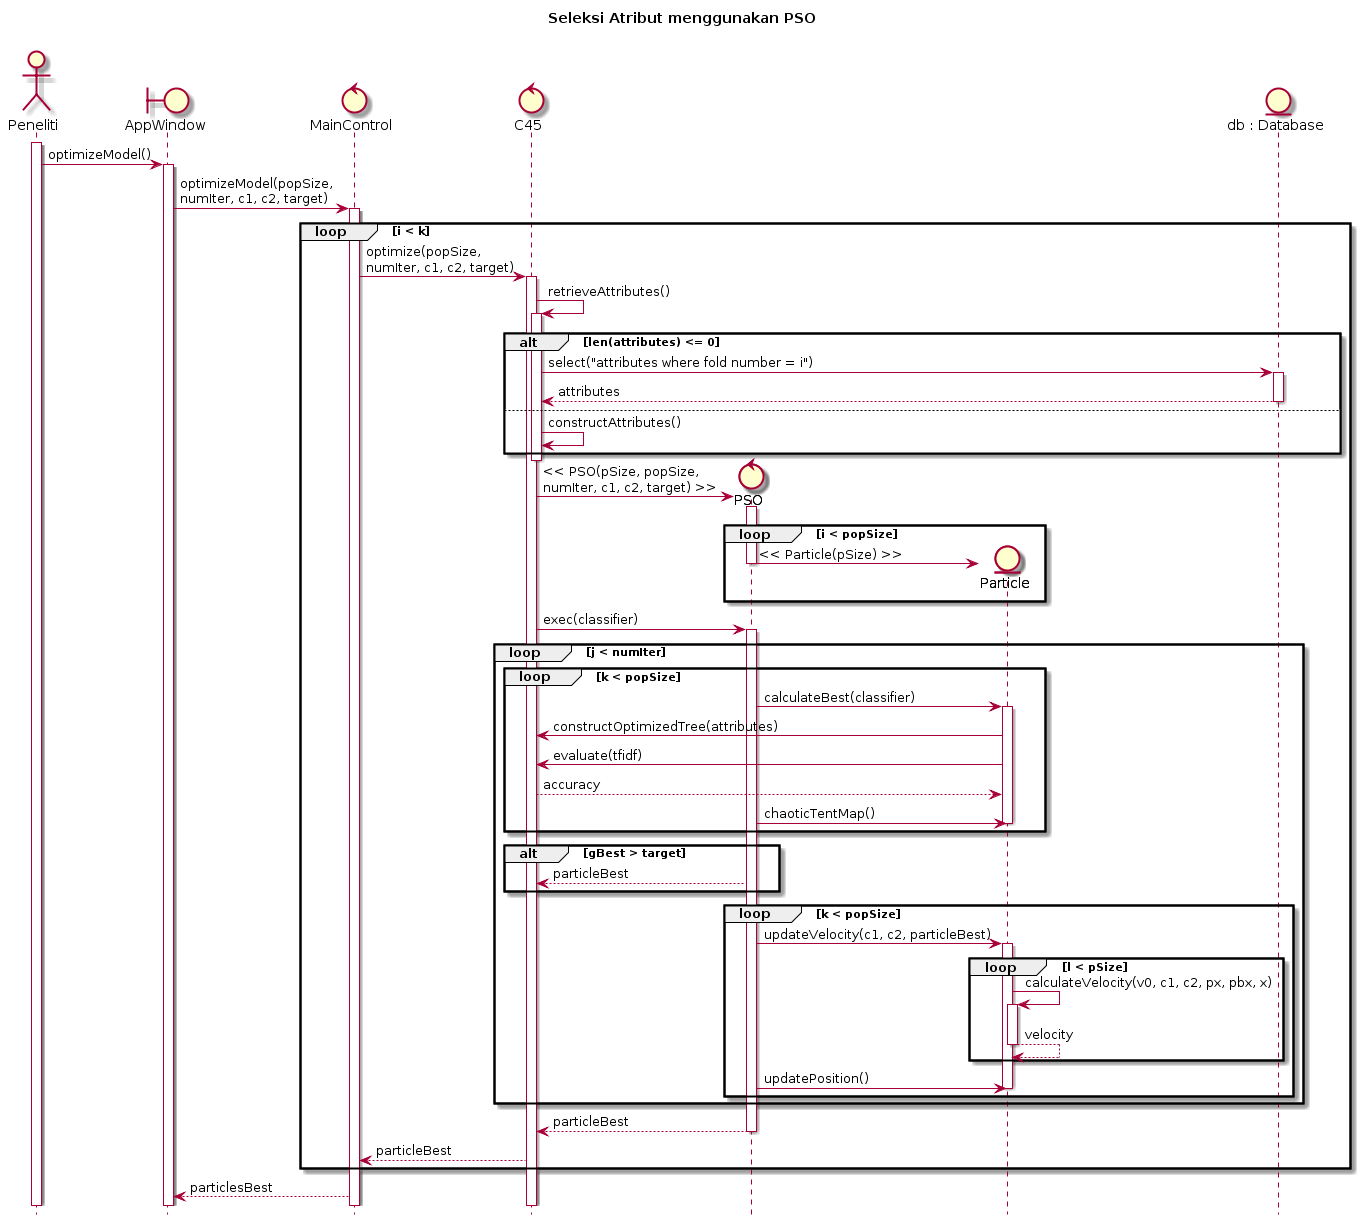 Seleksi Atribut menggunakan PSO
Peneliti
AppWindow
MainControl
C45
db : Database
optimizeModel()
optimizeModel(popSize,
numIter, c1, c2, target)
loop [i < k]
optimize(popSize,
numIter, c1, c2, target)
retrieveAttributes()
alt [len(attributes) <= 0]
select("attributes where fold number = i")
attributes
constructAttributes()
<< PSO(pSize, popSize,
numIter, c1, c2, target) >>
PSO
loop [i < popSize]
<< Particle(pSize) >>
Particle
exec(classifier)
loop [j < numIter]
loop [k < popSize]
calculateBest(classifier)
constructOptimizedTree(attributes)
evaluate(tfidf)
accuracy
chaoticTentMap()
alt [gBest > target]
particleBest
loop [k < popSize]
updateVelocity(c1, c2, particleBest)
loop [l < pSize]
calculateVelocity(v0, c1, c2, px, pbx, x)
velocity
updatePosition()
particleBest
particleBest
particlesBest